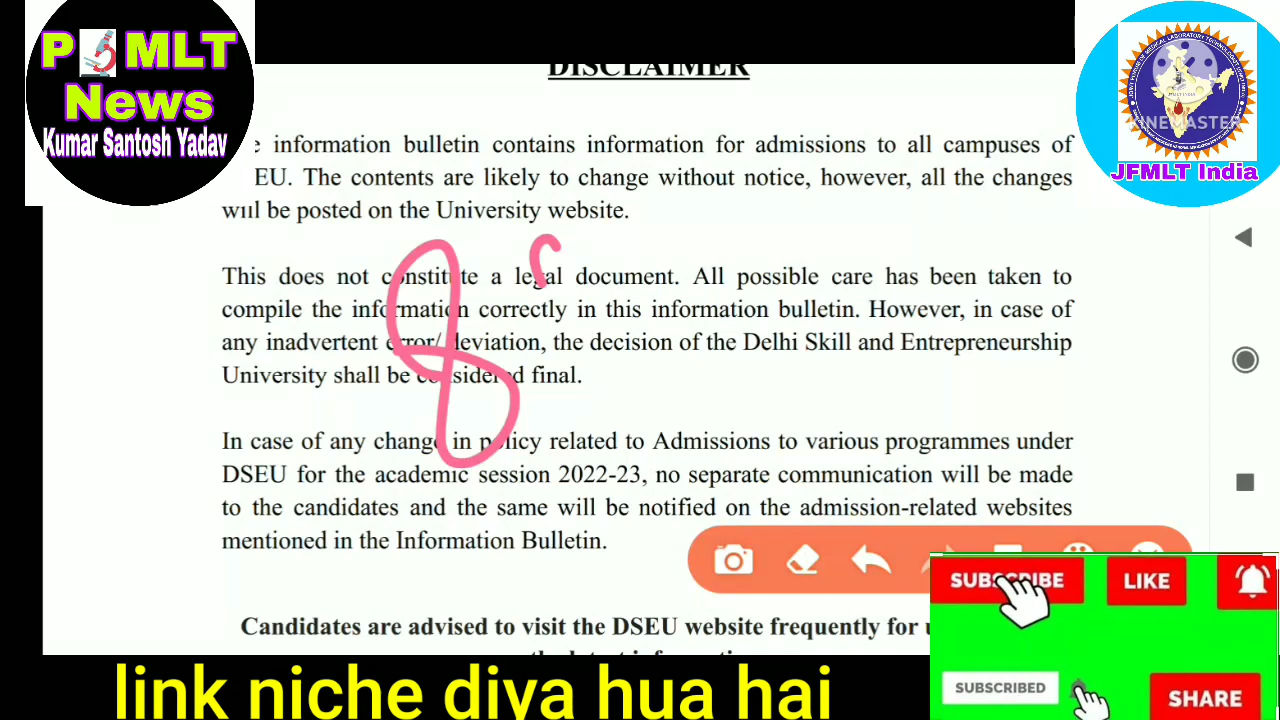 P MLT
News
Kumar Santosh Yadav
KINEMASTER
JFMLT India
DISCLAIMER
information bulletin contains information for admissions to all campuses of
EU. The contents are likely to change without notice, however, all the changes
will be posted on the University website.
This does not constitute a legal document. All possible care has been taken to
compile the information correctly in this information bulletin. However, in case of
any inadvertent error/ deviation, the decision of the Delhi Skill and Entrepreneurship
University shall be considered final.
In case of any change in policy related to Admissions to various programmes under
DSEU for the academic session 2022-23, no separate communication will be made
to the candidates and the same will be notified on the admission-related websites
mentioned in the Information Bulletin.
Candidates are advised to visit the DSEU website frequently for
8
SUBSCRIBE
LIKE
SUBSCRIBED
SHARE
link niche diya hua hai